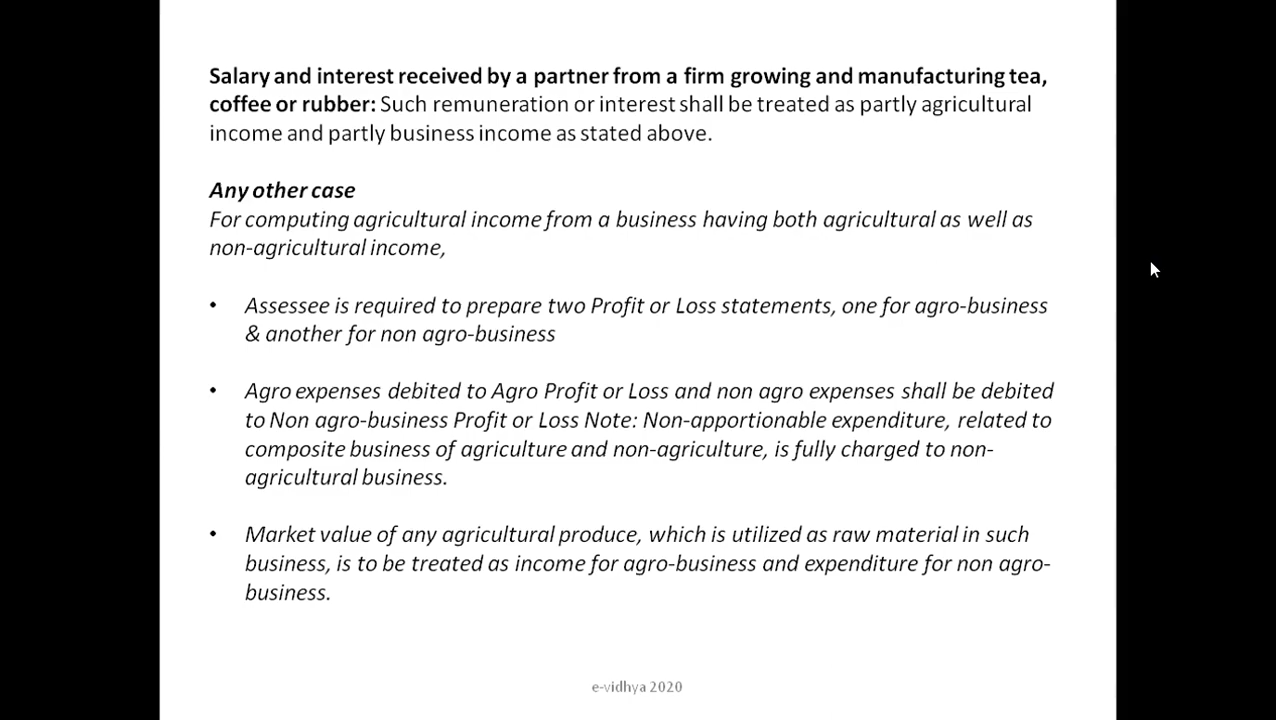 Salary and interest received by a partner from a firm growing and manufacturing tea,
coffee or rubber: Such remuneration or interest shall be treated as partly agricultural
income and partly business income as stated above.
Any other case
For computing agricultural income from a business having both agricultural as well as
non-agricultural income,
• Assessee is required to prepare two Profit or Loss statements, one for agro-business
& another for non agro-business
• Agro expenses debited to Agro Profit or Loss and non agro expenses shall be debited
to Non agro-business Profit or Loss Note: Non-apportionable expenditure, related to
composite business of agriculture and non-agriculture, is fully charged to non-
agricultural business.
• Market value of any agricultural produce, which is utilized as raw material in such
business, is to be treated as income for agro-business and expenditure for non agro-
business.
e-vidhya 2020